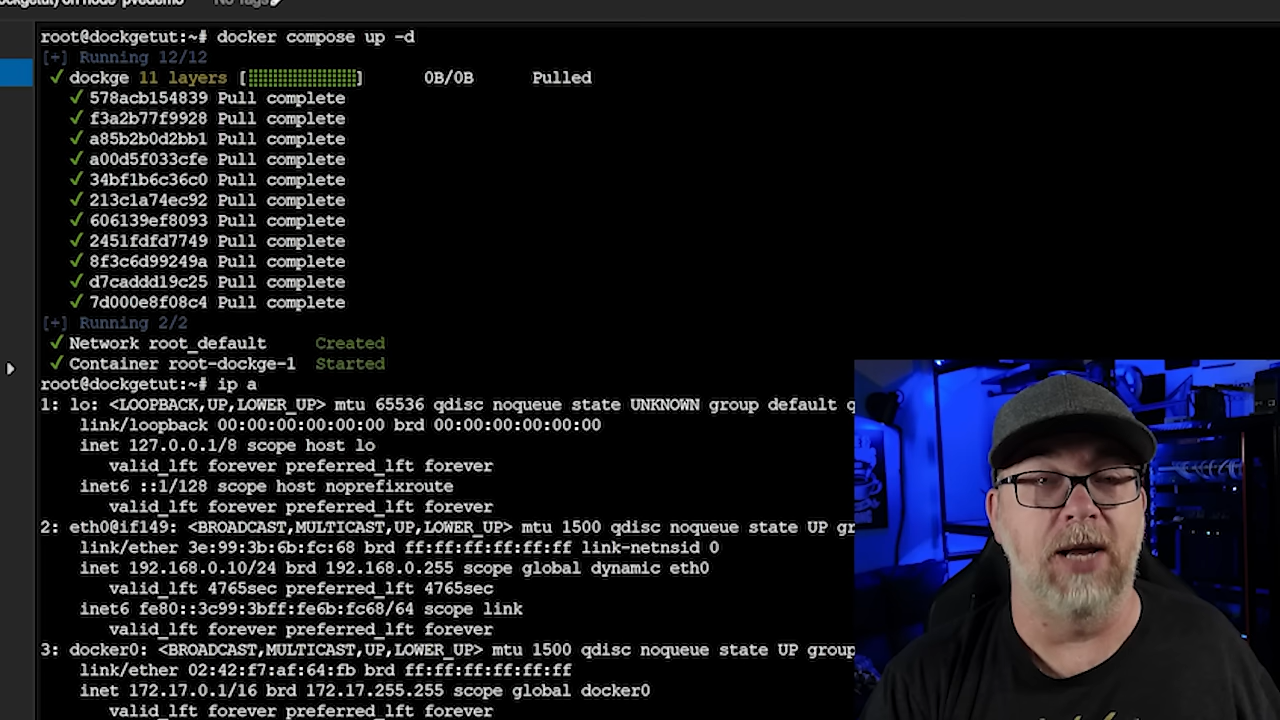 root@dockgetut:~# docker compose up -d
[+] Running 12/12
✓ dockge 11 layers [⣿⣿⣿⣿⣿⣿⣿⣿⣿⣿⣿] 0B/0B Pulled
✓ 578acb154839 Pull complete
✓ f3a2b77f9928 Pull complete
✓ a85b2b0d2bb1 Pull complete
✓ a00d5f033cfe Pull complete
✓ 34bf1b6c36c0 Pull complete
✓ 213c1a74ec92 Pull complete
✓ 606139ef8093 Pull complete
✓ 2451fdfd7749 Pull complete
✓ 8f3c6d99249a Pull complete
✓ d7caddd19c25 Pull complete
✓ 7d000e8f08c4 Pull complete
[+] Running 2/2
✓ Network root_default Created
✓ Container root-dockge-1 Started
root@dockgetut:~# ip a
1: lo: <LOOPBACK,UP,LOWER_UP> mtu 65536 qdisc noqueue state UNKNOWN group default q
link/loopback 00:00:00:00:00:00 brd 00:00:00:00:00:00
inet 127.0.0.1/8 scope host lo
valid_lft forever preferred_lft forever
inet6 ::1/128 scope host noprefixroute
valid_lft forever preferred_lft forever
2: eth0@if149: <BROADCAST,MULTICAST,UP,LOWER_UP> mtu 1500 qdisc noqueue state UP gr
link/ether 3e:99:3b:6b:fc:68 brd ff:ff:ff:ff:ff:ff link-netnsid 0
inet 192.168.0.10/24 brd 192.168.0.255 scope global dynamic eth0
valid_lft 4765sec preferred_lft 4765sec
inet6 fe80::3c99:3bff:fe6b:fc68/64 scope link
valid_lft forever preferred_lft forever
3: docker0: <BROADCAST,MULTICAST,UP,LOWER_UP> mtu 1500 qdisc noqueue state UP group
link/ether 02:42:f7:af:64:fb brd ff:ff:ff:ff:ff:ff
inet 172.17.0.1/16 brd 172.17.255.255 scope global docker0
valid_lft forever preferred_lft forever